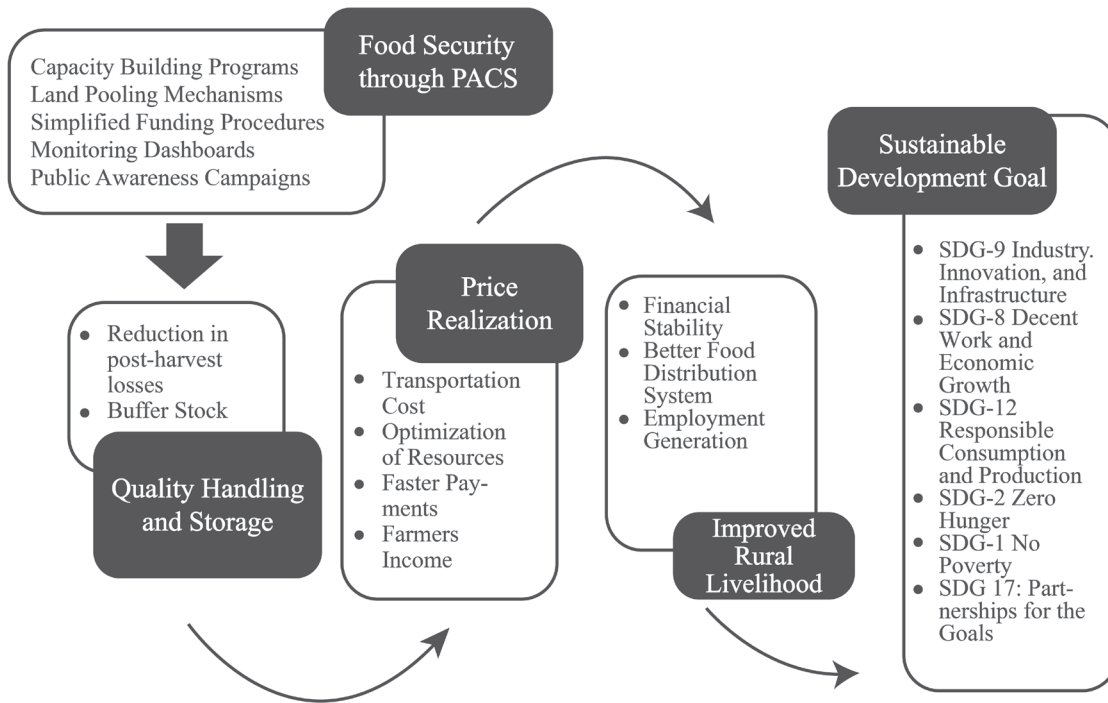 Food Security
through PACS
Capacity Building Programs
Land Pooling Mechanisms
Simplified Funding Procedures
Monitoring Dashboards
Public Awareness Campaigns
• Reduction in
post-harvest
losses
• Buffer Stock
Quality Handling
and Storage
Price
Realization
• Transportation
Cost
• Optimization
of Resources
• Faster Pay-
ments
• Farmers
Income
• Financial
Stability
• Better Food
Distribution
System
• Employment
Generation
Improved
Rural
Livelihood
Sustainable
Development Goal
• SDG-9 Industry.
Innovation, and
Infrastructure
• SDG-8 Decent
Work and
Economic
Growth
• SDG-12
Responsible
Consumption
and Production
• SDG-2 Zero
Hunger
• SDG-1 No
Poverty
• SDG 17: Part-
nerships for the
Goals